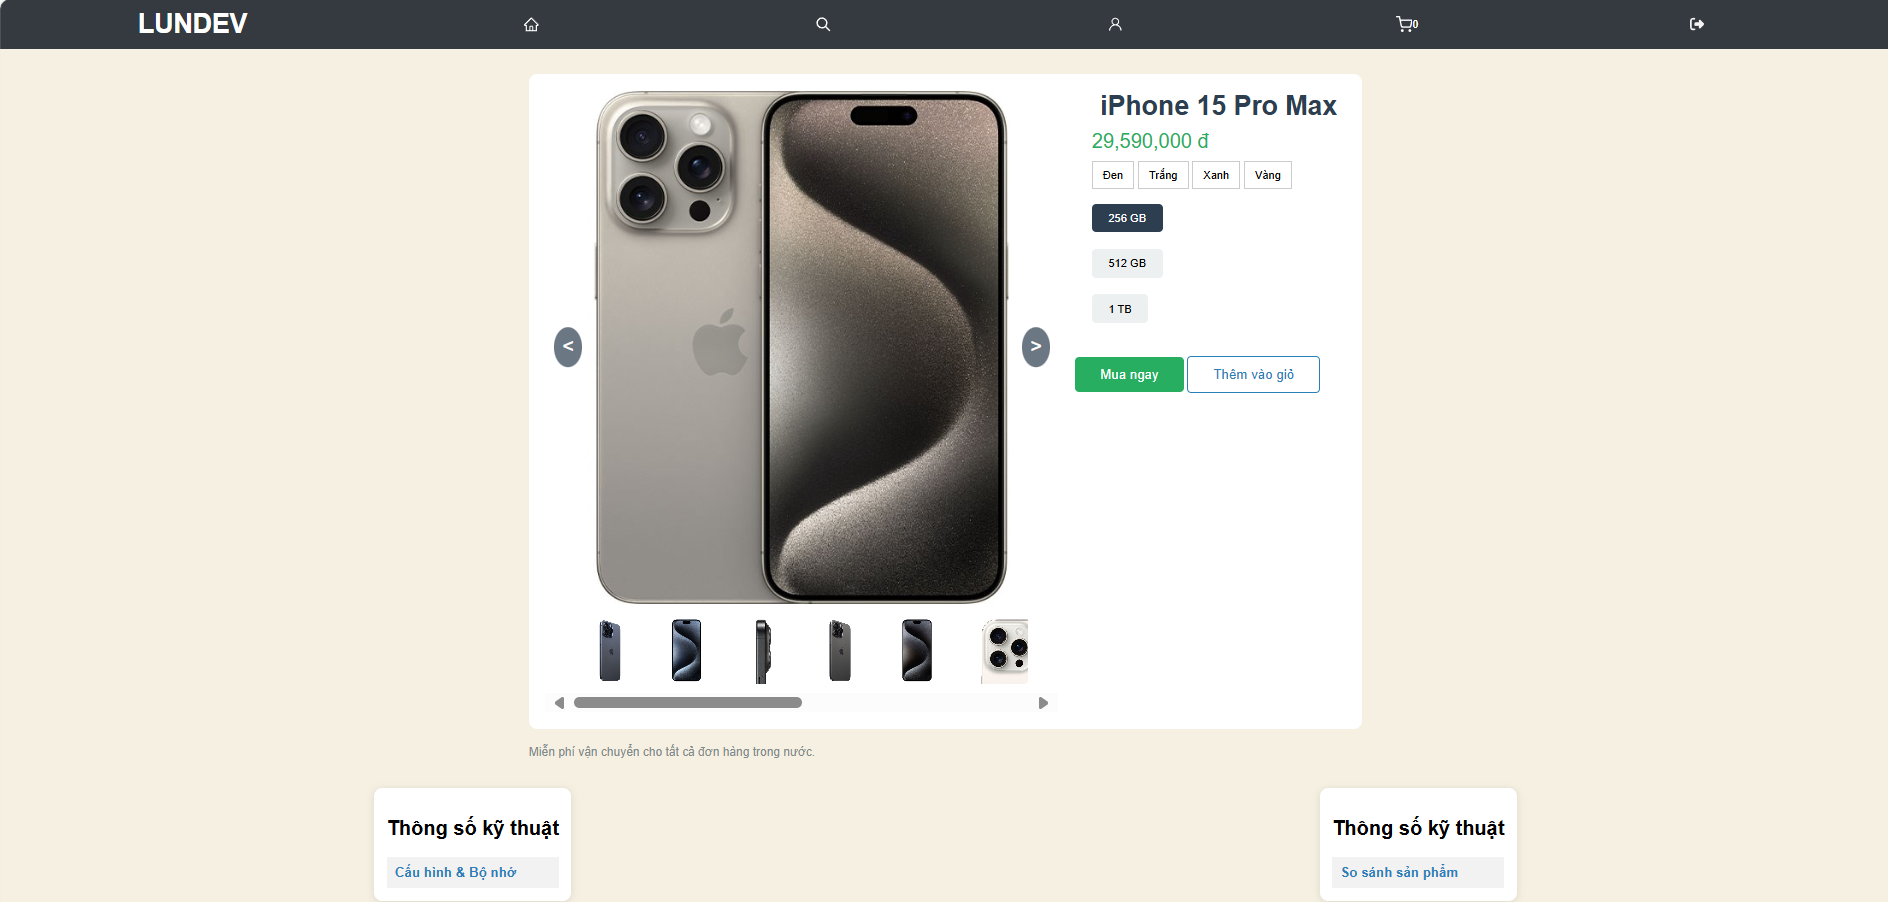 LUNDEV
0
iPhone 15 Pro Max
29,590,000 đ
Đen Trắng Xanh Vàng
256 GB
512 GB
1 TB
< >
Mua ngay Thêm vào giỏ
Miễn phí vận chuyển cho tất cả đơn hàng trong nước.
Thông số kỹ thuật
Cấu hình & Bộ nhớ
Thông số kỹ thuật
So sánh sản phẩm